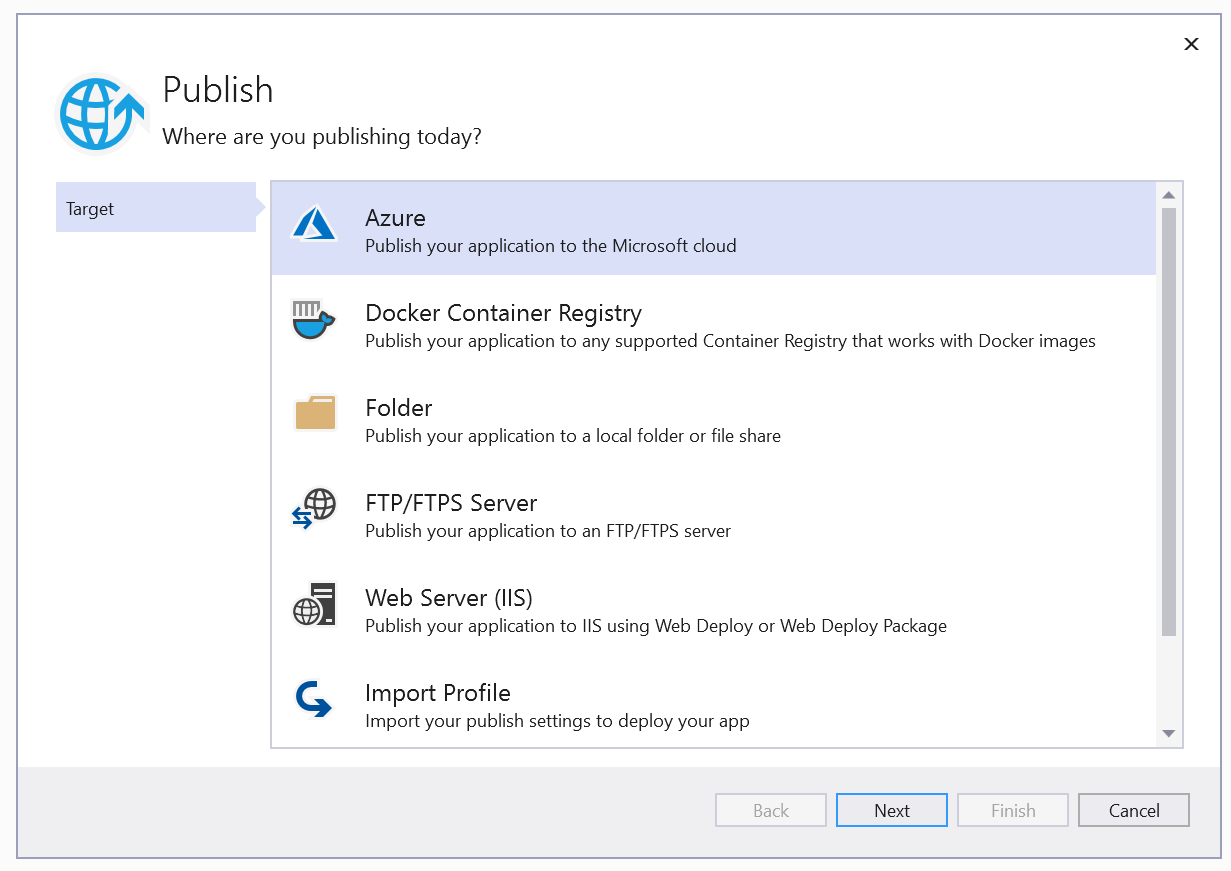 Publish
Where are you publishing today?
Target
Azure
Publish your application to the Microsoft cloud
Docker Container Registry
Publish your application to any supported Container Registry that works with Docker images
Folder
Publish your application to a local folder or file share
FTP/FTPS Server
Publish your application to an FTP/FTPS server
Web Server (IIS)
Publish your application to IIS using Web Deploy or Web Deploy Package
Import Profile
Import your publish settings to deploy your app
Back
Next
Finish
Cancel